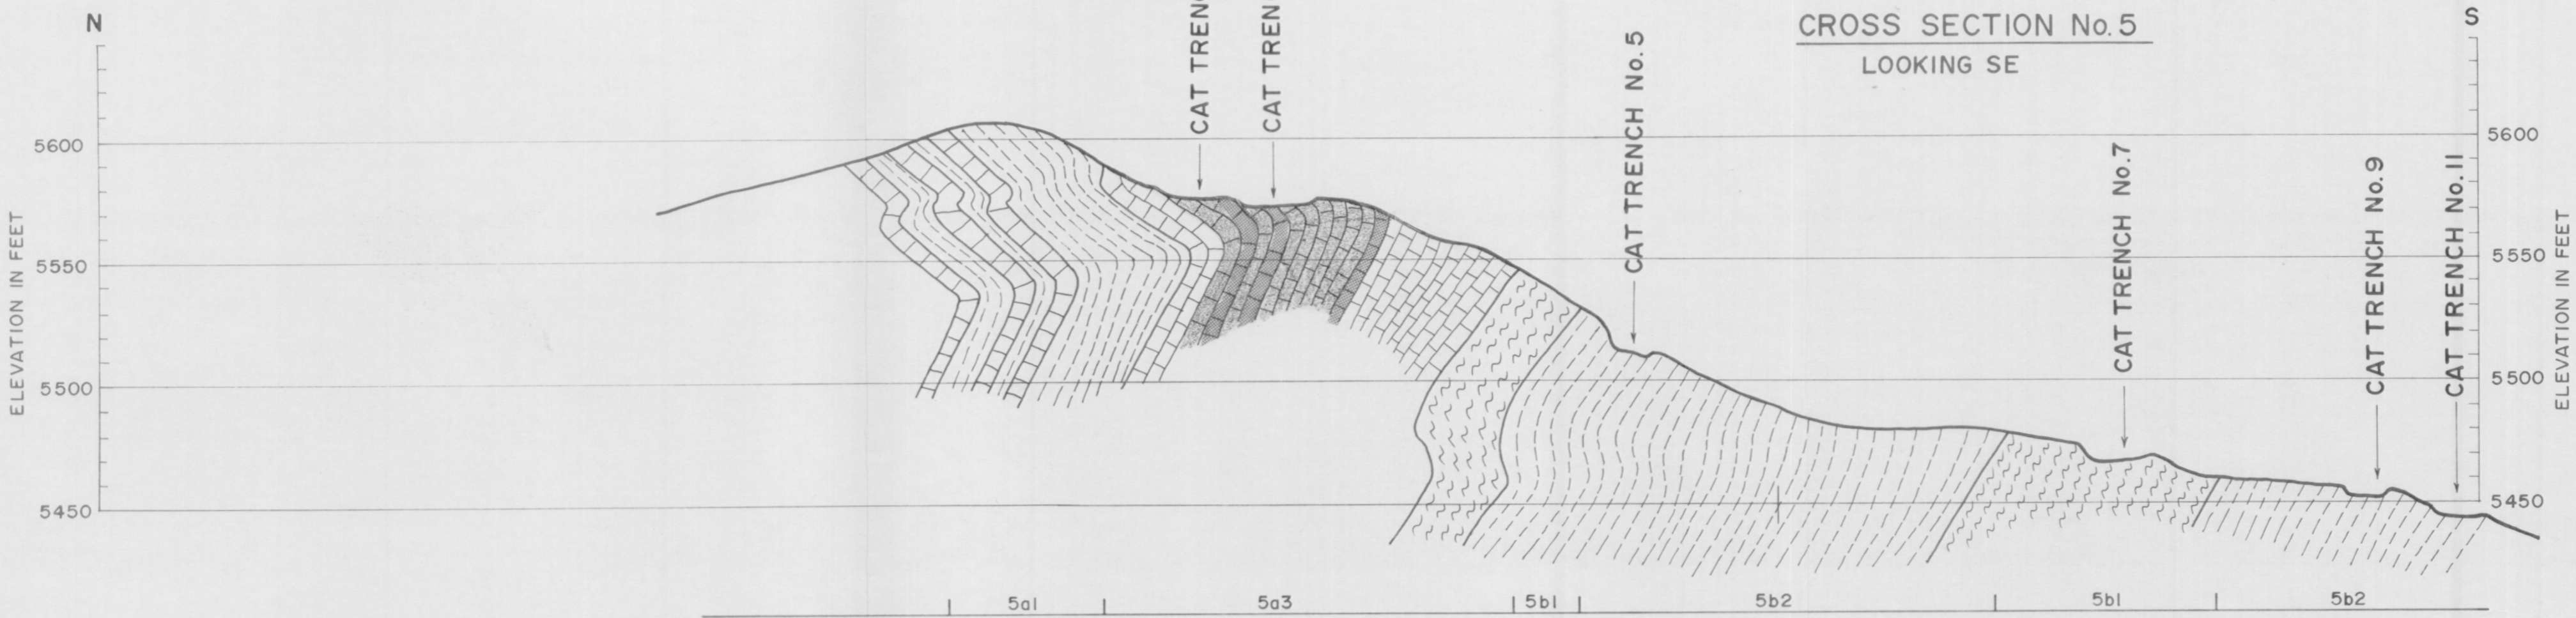 N
S
CROSS SECTION No. 5
LOOKING SE
CAT
CAT
CAT TRENCH No. 5
CAT TRENCH No. 7
CAT TRENCH No. 9
CAT TRENCH No. 11
5600
5550
5500
5450
ELEVATION IN FEET
5600
5550
5500
5450
ELEVATION IN FEET
5a1
5a3
5b1
5b2
5b1
5b2